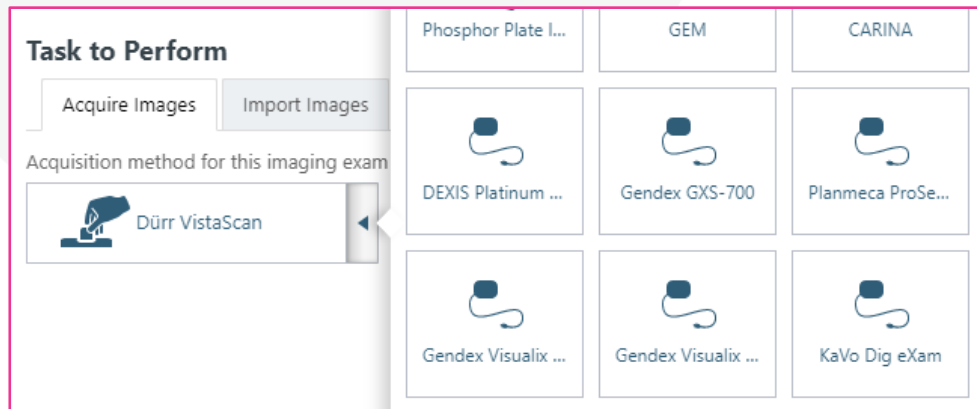 Task to Perform
Acquire Images
Import Images
Acquisition method for this imaging exam
Dürr VistaScan
Phosphor Plate I...
GEM
CARINA
DEXIS Platinum ...
Gendex GXS-700
Planmeca ProSe...
Gendex Visualix ...
Gendex Visualix ...
KaVo Dig eXam